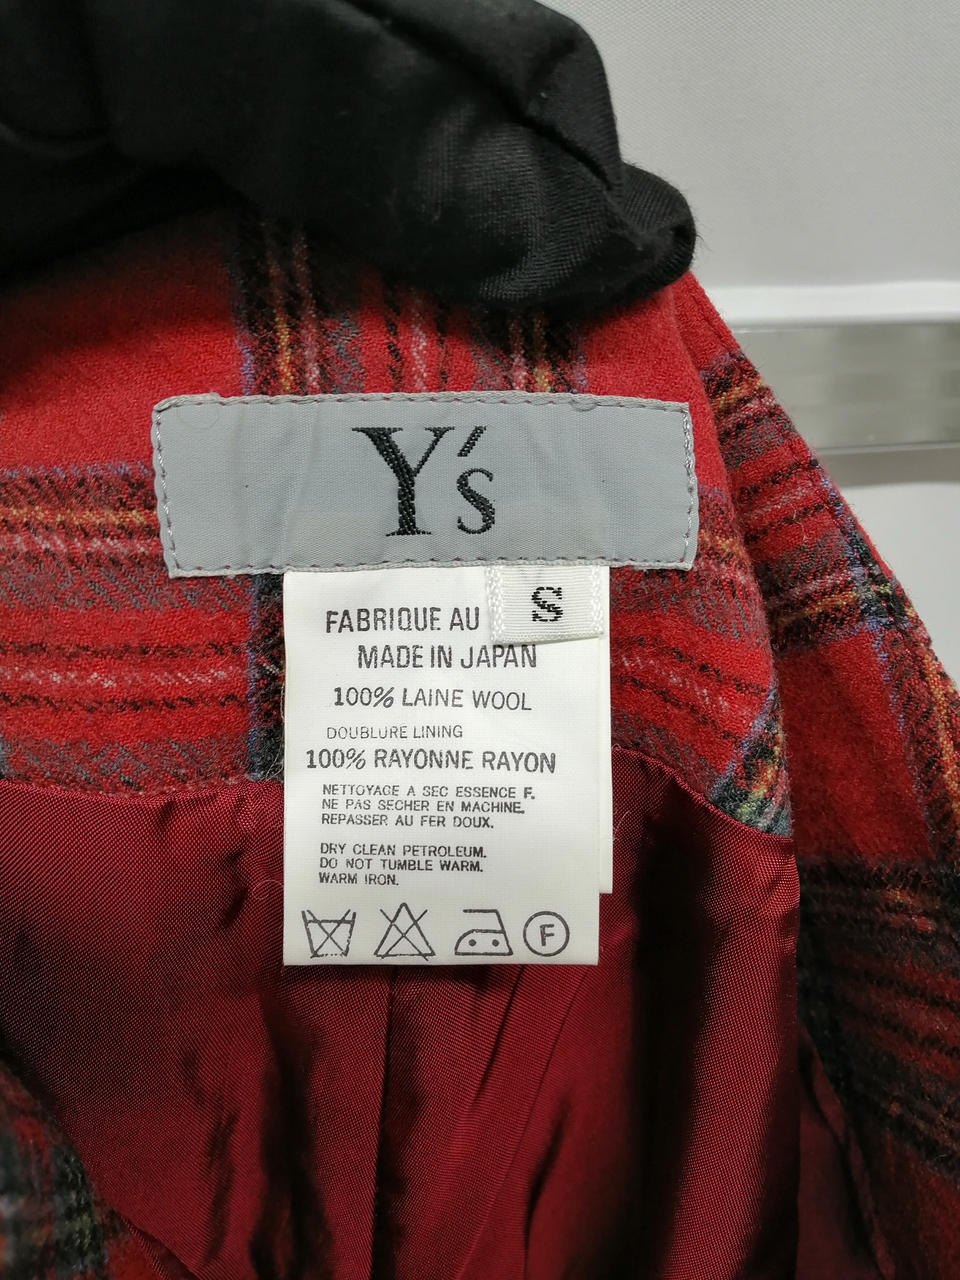 Y's
S
FABRIQUE AU
MADE IN JAPAN
100% LAINE WOOL
DOUBLURE LINING
100% RAYONNE RAYON
NETTOYAGE A SEC ESSENCE F.
NE PAS SECHER EN MACHINE.
REPASSER AU FER DOUX.
DRY CLEAN PETROLEUM.
DO NOT TUMBLE WARM.
WARM IRON.
F